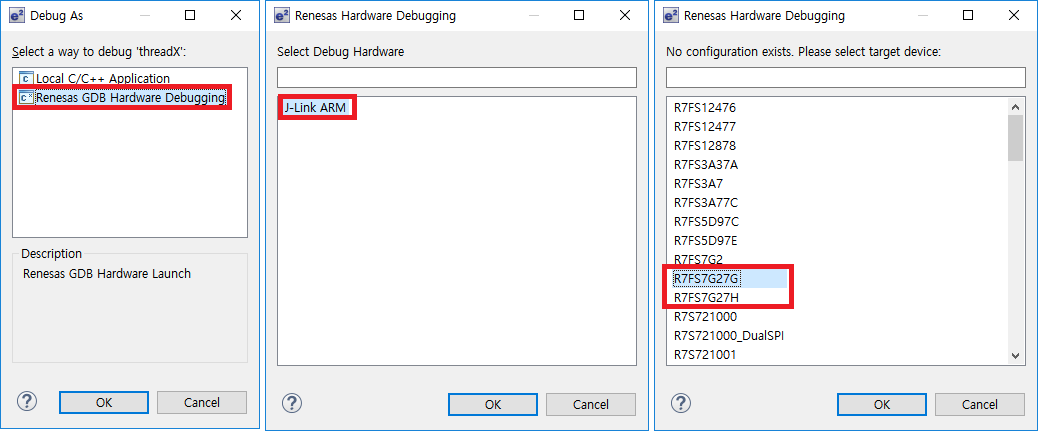 Debug As
Select a way to debug 'threadX':
Local C/C++ Application
Renesas GDB Hardware Debugging
Description
Renesas GDB Hardware Launch
OK
Cancel
Renesas Hardware Debugging
Select Debug Hardware
J-Link ARM
OK
Cancel
Renesas Hardware Debugging
No configuration exists. Please select target device:
R7FS12476
R7FS12477
R7FS12878
R7FS3A37A
R7FS3A7
R7FS3A77C
R7FS5D97C
R7FS5D97E
R7FS7G2
R7FS7G27G
R7FS7G27H
R7S721000
R7S721000_DualSPI
R7S721001
OK
Cancel